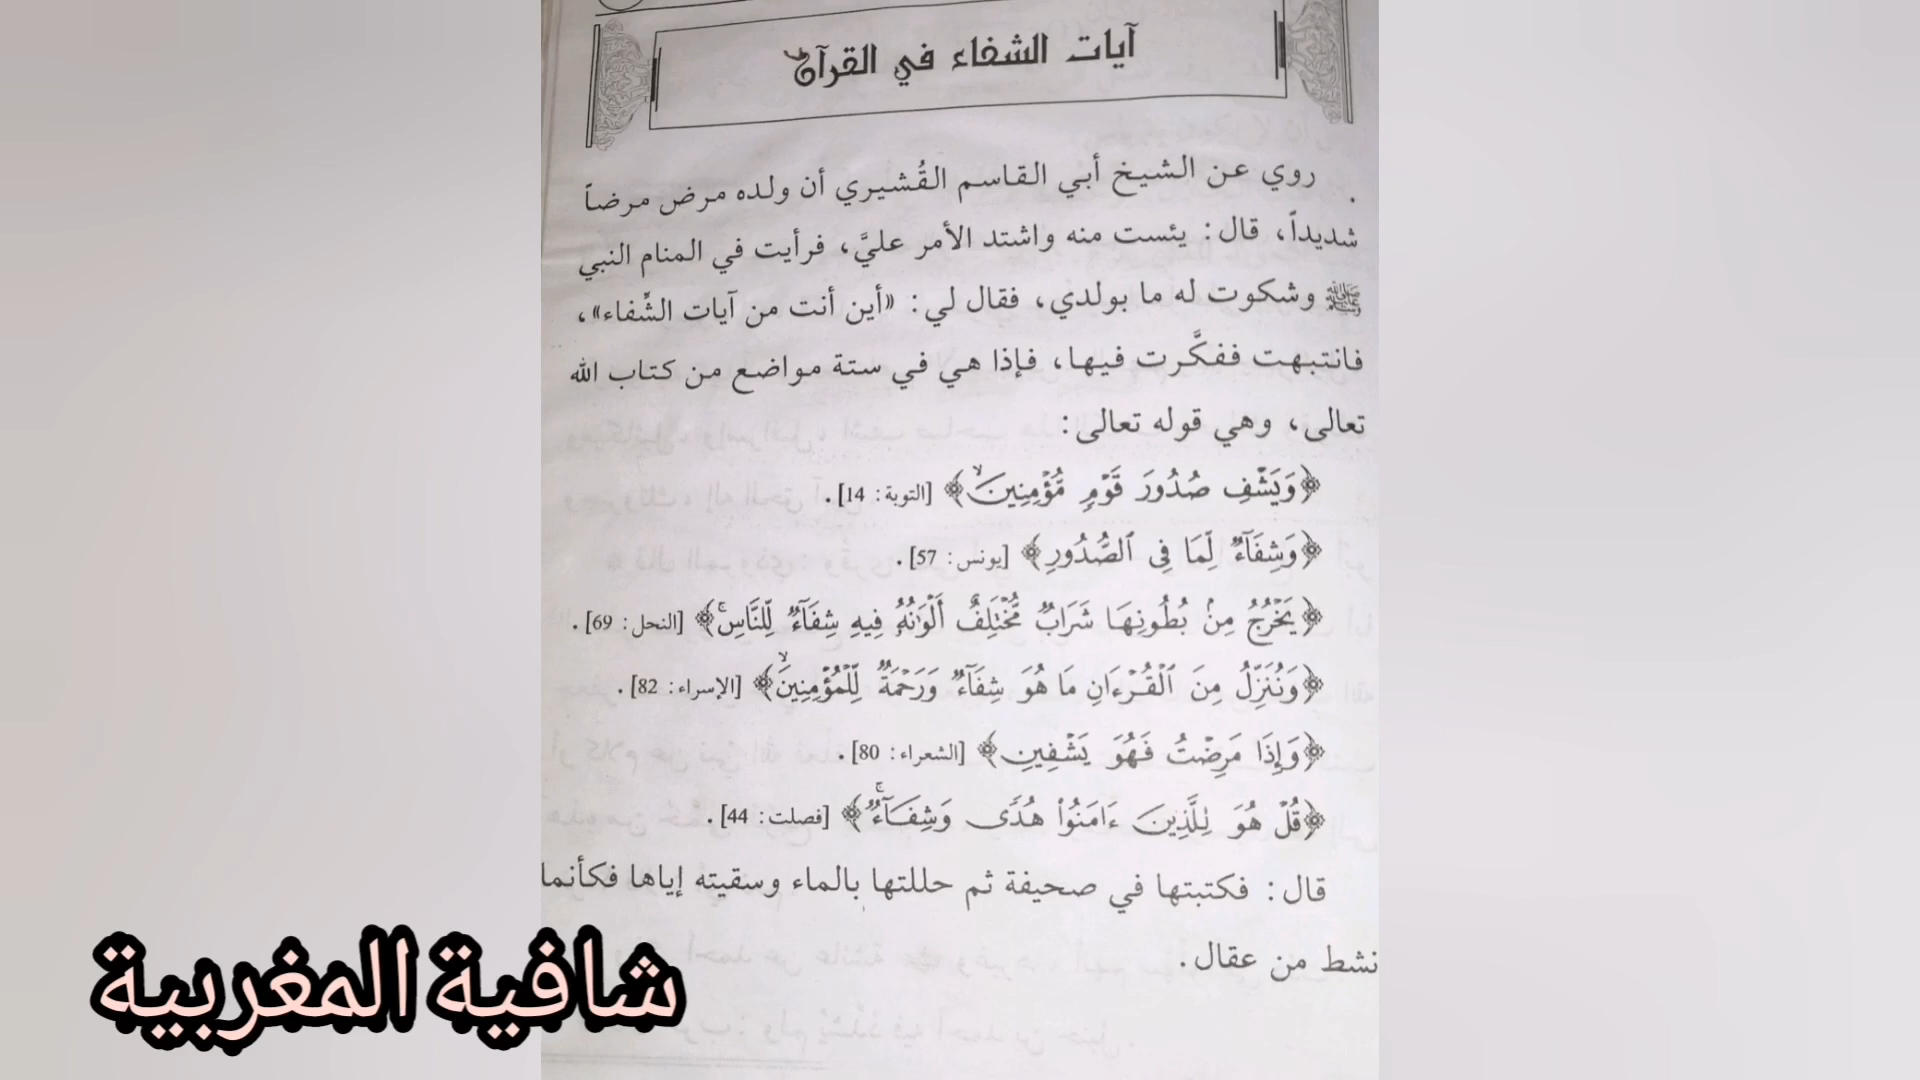 آيات الشفاء في القرآن
روي عن الشيخ أبي القاسم القُشيري أن ولده مرض مرضاً
شديداً، قال: يئست منه واشتد الأمر عليَّ، فرأيت في المنام النبي
ﷺ وشكوت له ما بولدي، فقال لي: «أين أنت من آيات الشِّفاء»،
فانتبهت ففكَّرت فيها، فإذا هي في ستة مواضع من كتاب الله
تعالى، وهي قوله تعالى:
﴿وَيَشْفِ صُدُورَ قَوْمٍ مُّؤْمِنِينَ﴾ [التوبة: 14].
﴿وَشِفَآءٌ لِّمَا فِى ٱلصُّدُورِ﴾ [يونس: 57].
﴿يَخْرُجُ مِنۢ بُطُونِهَا شَرَابٌ مُّخْتَلِفٌ أَلْوَٰنُهُۥ فِيهِ شِفَآءٌ لِّلنَّاسِۚ﴾ [النحل: 69].
﴿وَنُنَزِّلُ مِنَ ٱلْقُرْءَانِ مَا هُوَ شِفَآءٌ وَرَحْمَةٌ لِّلْمُؤْمِنِينَۙ﴾ [الإسراء: 82].
﴿وَإِذَا مَرِضْتُ فَهُوَ يَشْفِينِ﴾ [الشعراء: 80].
﴿قُلْ هُوَ لِلَّذِينَ ءَامَنُوا۟ هُدًى وَشِفَآءٌۚ﴾ [فصلت: 44].
قال: فكتبتها في صحيفة ثم حللتها بالماء وسقيته إياها فكأنما
نشط من عقال.
شافية المغربية